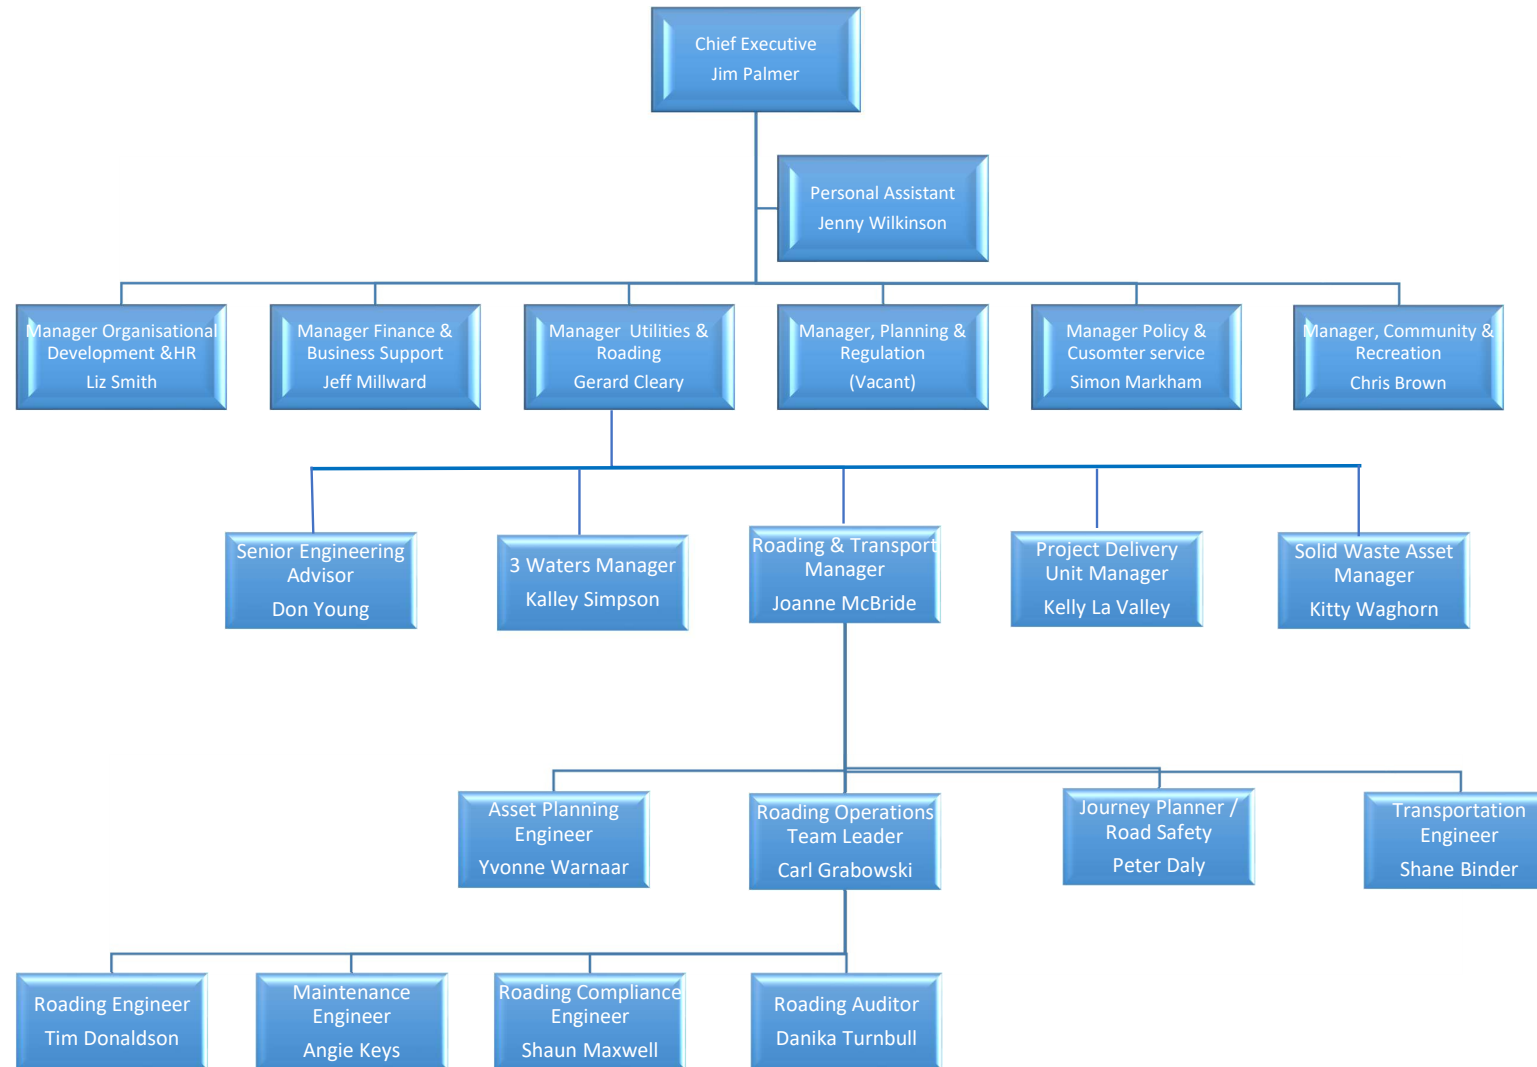 Chief Executive
Jim Palmer
Personal Assistant
Jenny Wilkinson
Manager Organisational
Development &HR
Liz Smith
Manager Finance &
Business Support
Jeff Millward
Manager  Utilities &
Roading
Gerard Cleary
Manager, Planning &
Regulation
(Vacant)
Manager Policy &
Cusomter service
Simon Markham
Manager, Community &
Recreation
Chris Brown
Senior Engineering
Advisor
Don Young
3 Waters Manager
Kalley Simpson
Roading & Transport
Manager
Joanne McBride
Project Delivery
Unit Manager
Kelly La Valley
Solid Waste Asset
Manager
Kitty Waghorn
Asset Planning
Engineer
Yvonne Warnaar
Roading Operations
Team Leader
Carl Grabowski
Journey Planner /
Road Safety
Peter Daly
Transportation
Engineer
Shane Binder
Roading Engineer
Tim Donaldson
Maintenance
Engineer
Angie Keys
Roading Compliance
Engineer
Shaun Maxwell
Roading Auditor
Danika Turnbull